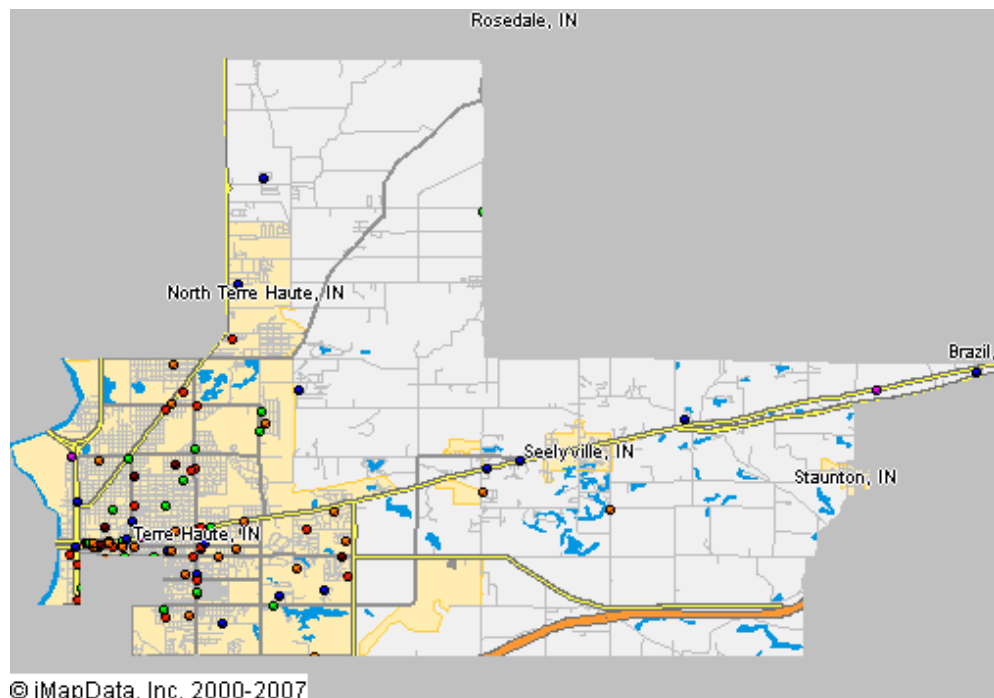 Rosedale, IN
North Terre Haute, IN
Brazil,
Seelyville, IN
Staunton, IN
Terre Haute, IN
© iMapData, Inc. 2000-2007